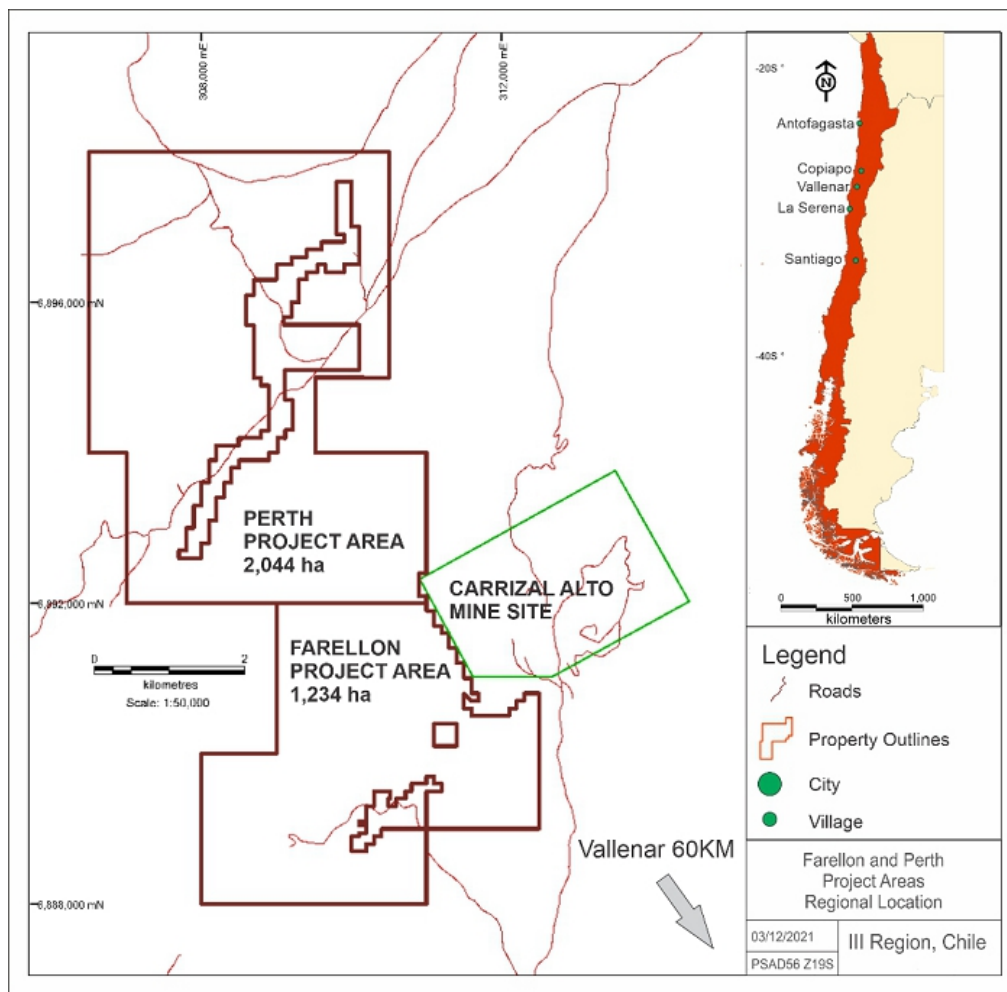 308,000 mE
312,000 mE
6,896,000 mN
6,892,000 mN
6,888,000 mN
PERTH
PROJECT AREA
2,044 ha
CARRIZAL ALTO
MINE SITE
FARELLON
PROJECT AREA
1,234 ha
0 2
kilometres
Scale: 1:50,000
Vallenar 60KM
-20S °
N
Antofagasta
Copiapo
Vallenar
La Serena
Santiago
-40S °
0 500 1,000
kilometers
Legend
Roads
Property Outlines
City
Village
Farellon and Perth
Project Areas
Regional Location
03/12/2021
PSAD56 Z19S
III Region, Chile